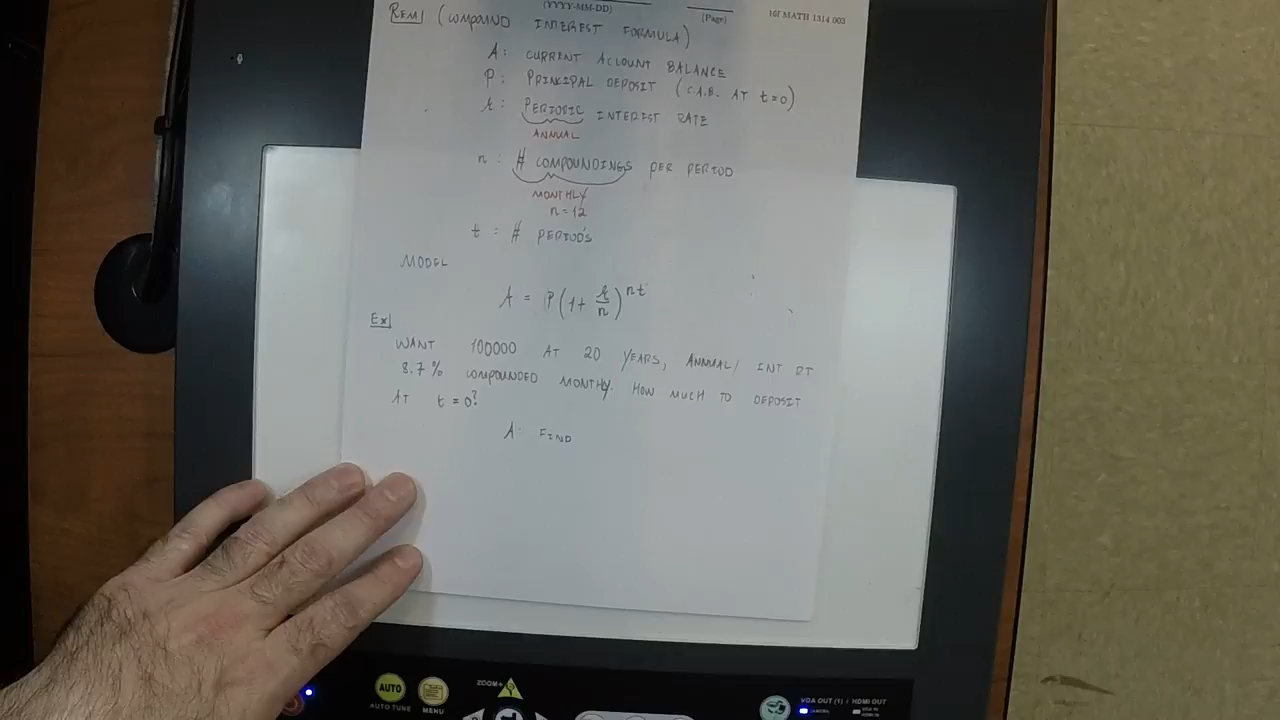 (YYYY-MM-DD)
(Page)
16F MATH 1314 003
REM (COMPOUND INTEREST FORMULA)
A: CURRENT ACCOUNT BALANCE
P: PRINCIPAL DEPOSIT (C.A.B. AT t=0)
r: PERIODIC INTEREST RATE
ANNUAL
n: # COMPOUNDINGS PER PERIOD
MONTHLY
n=12
t: # PERIOD'S
MODEL
A = P(1+ r/n)^nt
Ex
WANT 100000 AT 20 YEARS, ANNUAL INT RT
8.7% COMPOUNDED MONTHLY. HOW MUCH TO DEPOSIT
AT t=0?
A: FIND
AUTO
AUTO TUNE
MENU
ZOOM+
VGA OUT (1) / HDMI OUT